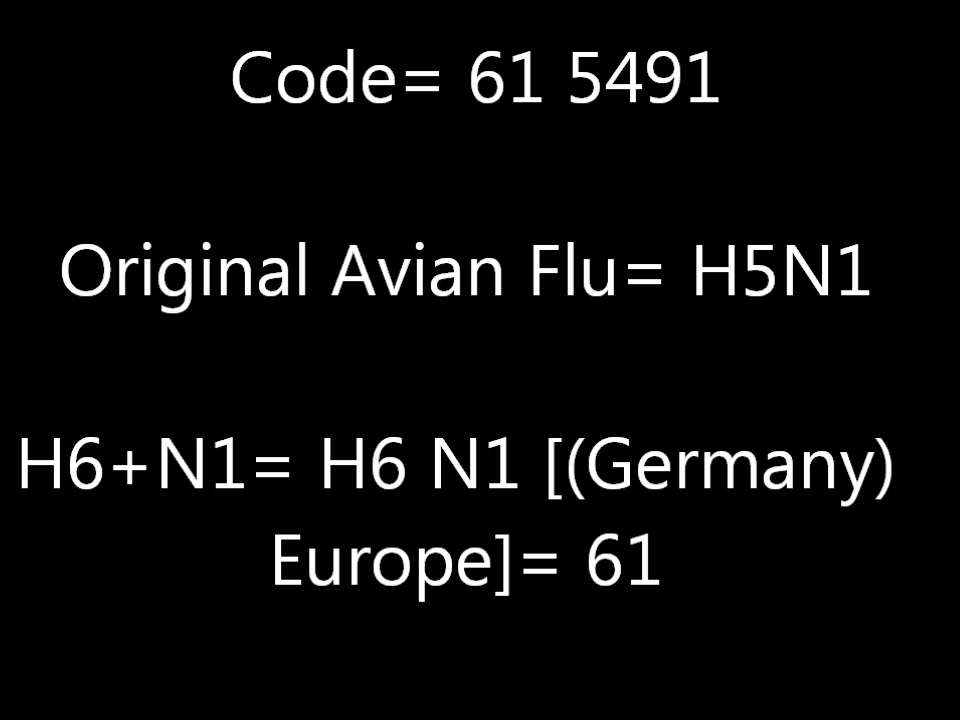 Code= 61 5491
Original Avian Flu= H5N1
H6+N1= H6 N1 [(Germany)
Europe]= 61